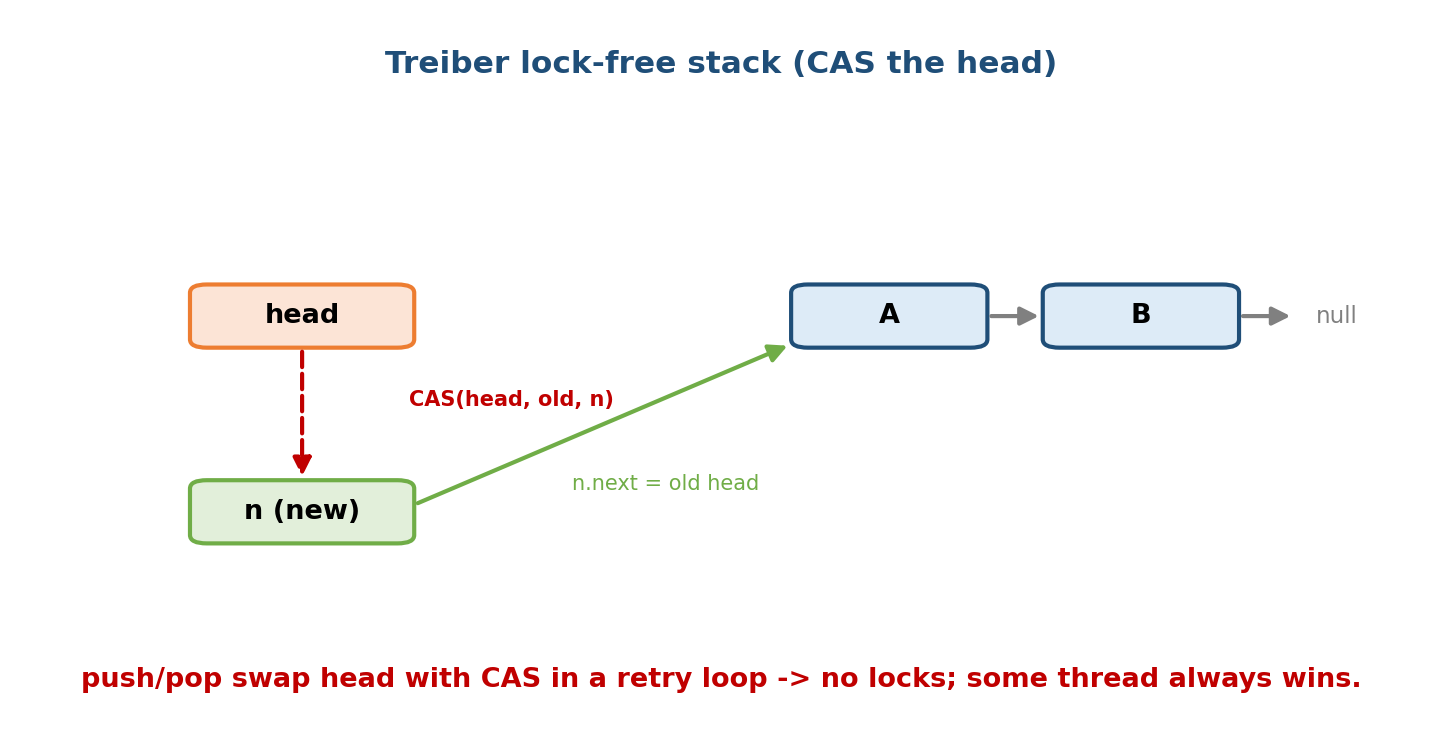 Treiber lock-free stack (CAS the head)
head
A
B
null
CAS(head, old, n)
n.next = old head
n (new)
push/pop swap head with CAS in a retry loop -> no locks; some thread always wins.